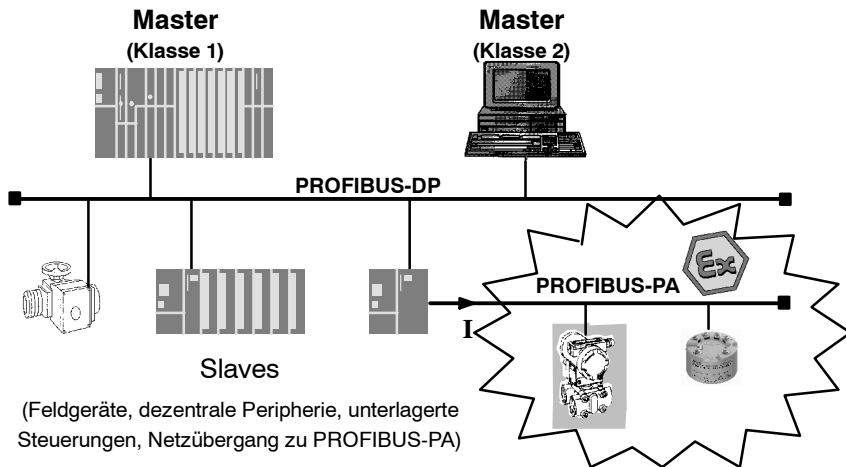 Master
(Klasse 1)
Master
(Klasse 2)
PROFIBUS-DP
Ex
PROFIBUS-PA
I
Slaves
(Feldgeräte, dezentrale Peripherie, unterlagerte
Steuerungen, Netzübergang zu PROFIBUS-PA)